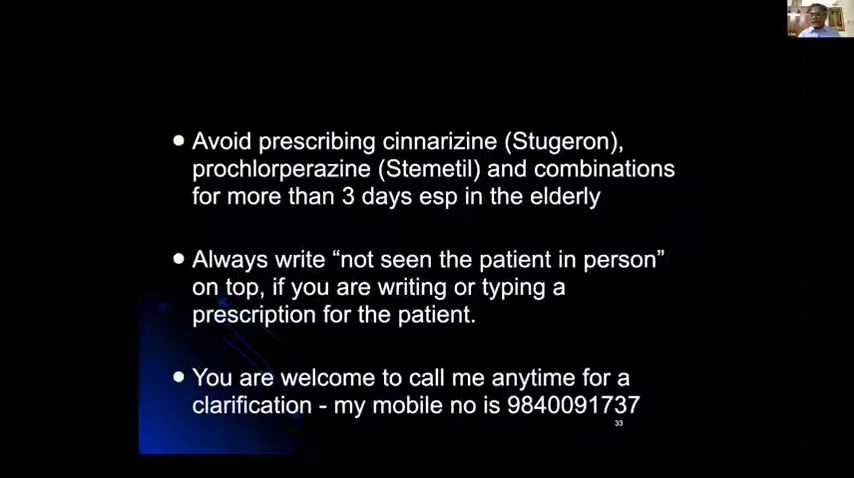 ● Avoid prescribing cinnarizine (Stugeron),
prochlorperazine (Stemetil) and combinations
for more than 3 days esp in the elderly
● Always write “not seen the patient in person”
on top, if you are writing or typing a
prescription for the patient.
● You are welcome to call me anytime for a
clarification - my mobile no is 9840091737
33